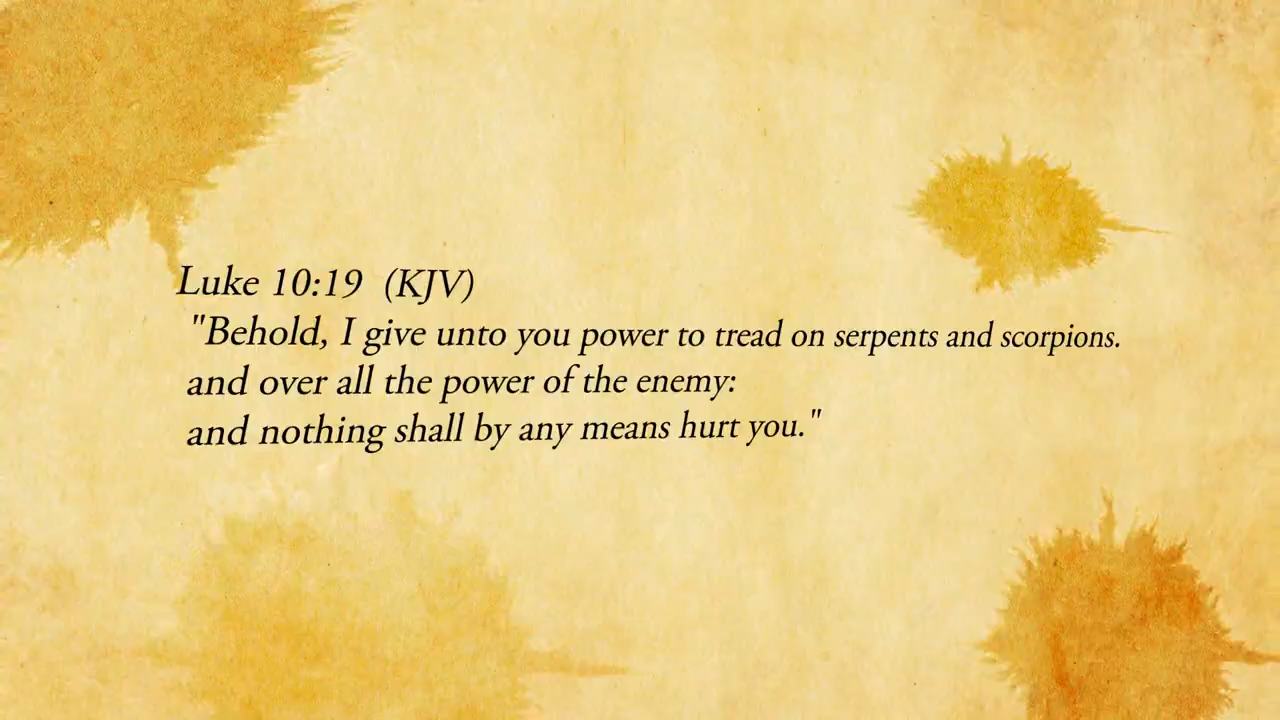 Luke 10:19 (KJV)
"Behold, I give unto you power to tread on serpents and scorpions.
and over all the power of the enemy:
and nothing shall by any means hurt you."